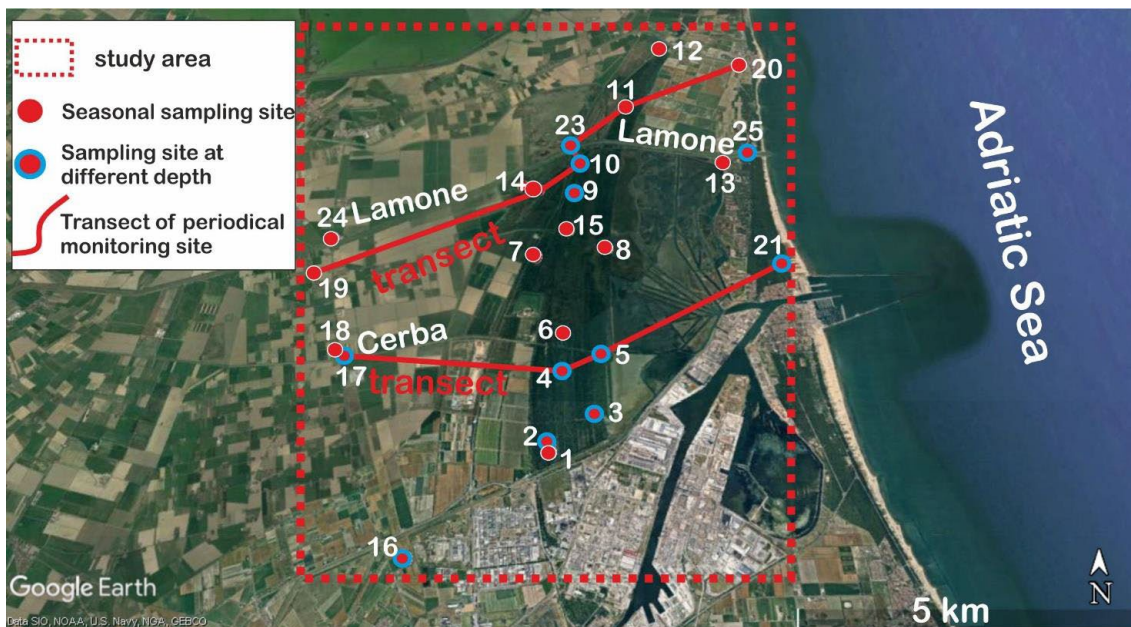 study area
Seasonal sampling site
Sampling site at
different depth
Transect of periodical
monitoring site
12
20
11
Lamone
25
23
10
13
14
9
Lamone
24
15
7
8
21
transect
19
6
18
Cerba
5
17
transect
4
3
2
1
16
Adriatic Sea
Google Earth
N
5 km
Data SIO, NOAA, U.S. Navy, NGA, GEBCO